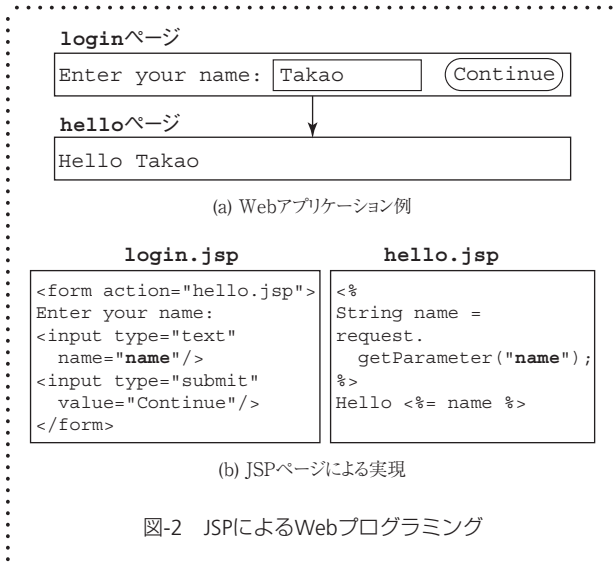 loginページ
Enter your name: Takao Continue
helloページ
Hello Takao
(a) Webアプリケーション例
login.jsp
<form action="hello.jsp">
Enter your name:
<input type="text"
name="name"/>
<input type="submit"
value="Continue"/>
</form>
hello.jsp
<%
String name =
request.
getParameter("name");
%>
Hello <%= name %>
(b) JSPページによる実現
図-2 JSPによるWebプログラミング